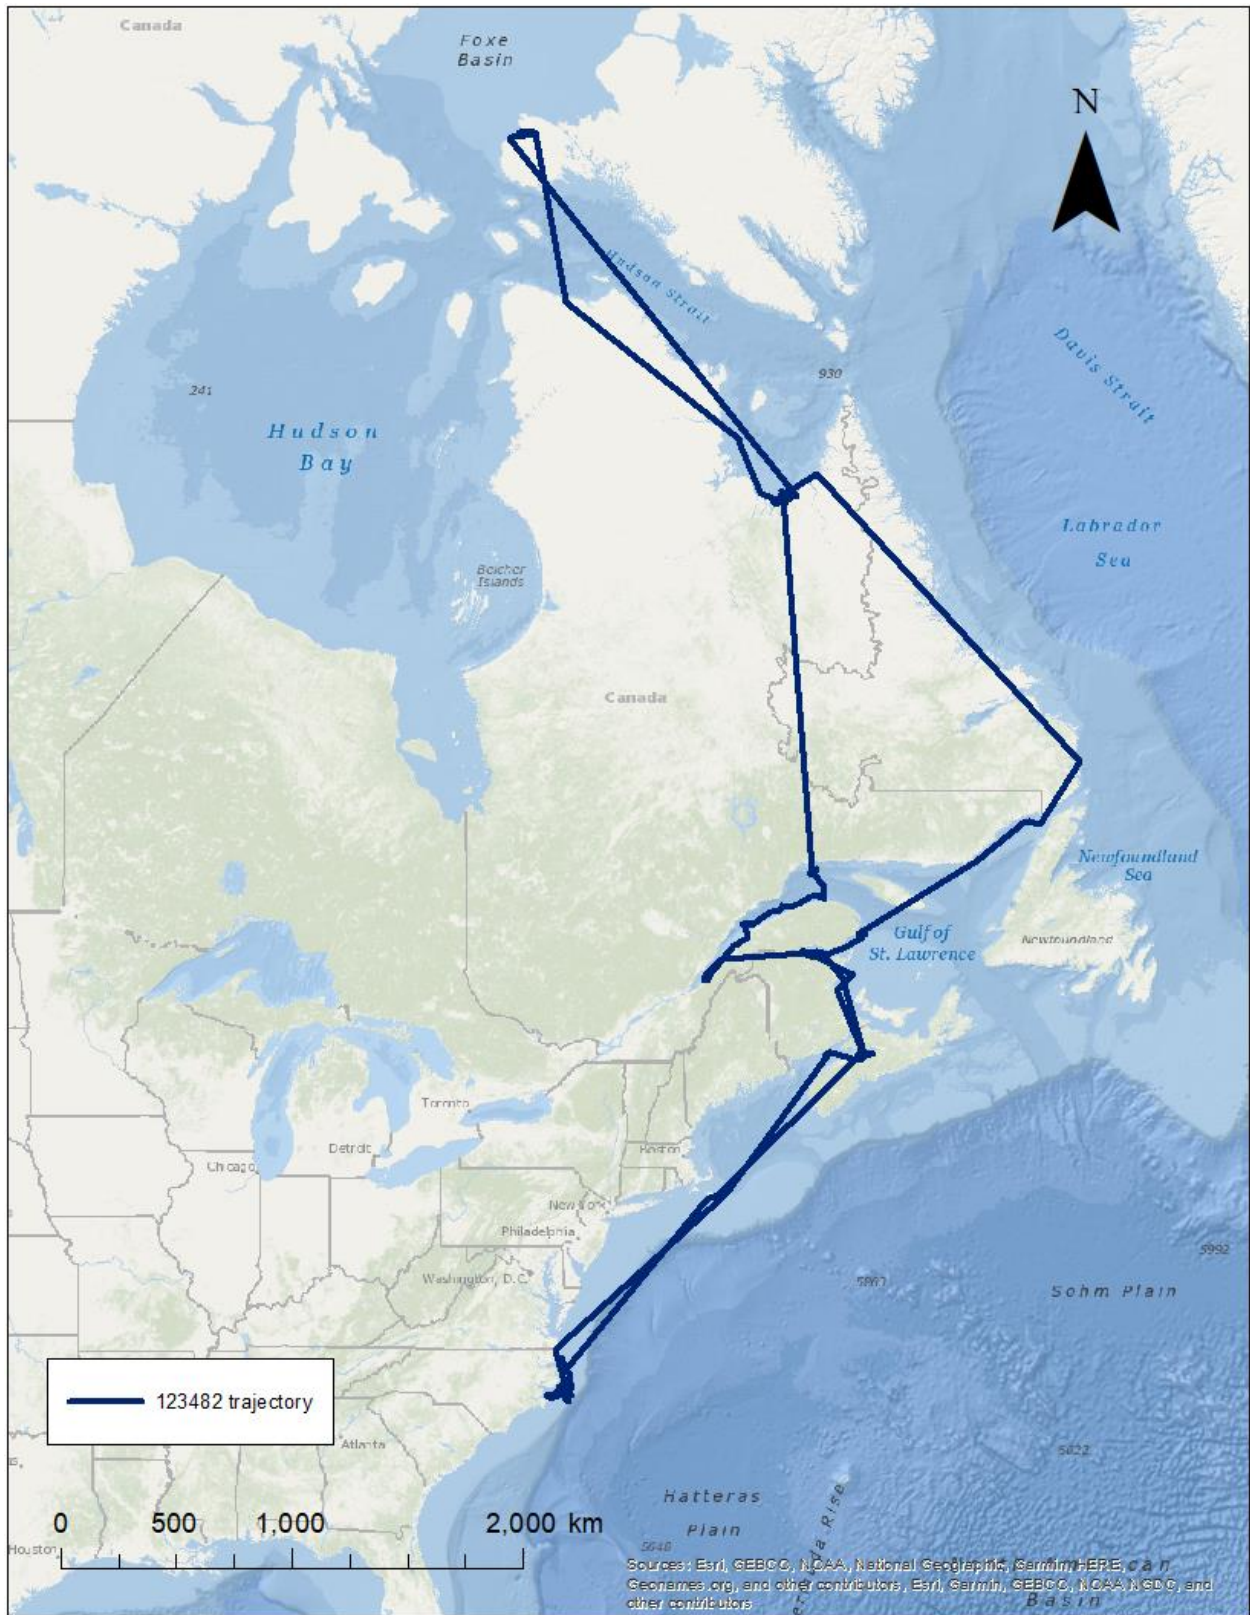 Canada
Foxe
Basin
N
Hudson Strait
Davis Strait
930
241
Hudson
Bay
Labrador
Sea
Belcher
Islands
Canada
Newfoundland
Sea
Gulf of
St. Lawrence
Newfoundland
Toronto
Detroit
Boston
Chicago
New York
Philadelphia
5992
Washington, D.C.
Sohm Plain
123482 trajectory
Atlanta
5022
Hatteras
Plain
0 500 1,000 2,000 km
Houston
Sources: Esri, GEBCO, NOAA, National Geographic, Garmin, HERE,
Geonames.org, and other contributors, Esri, Garmin, GEBCO, NOAA NGDC, and
other contributors
Basin